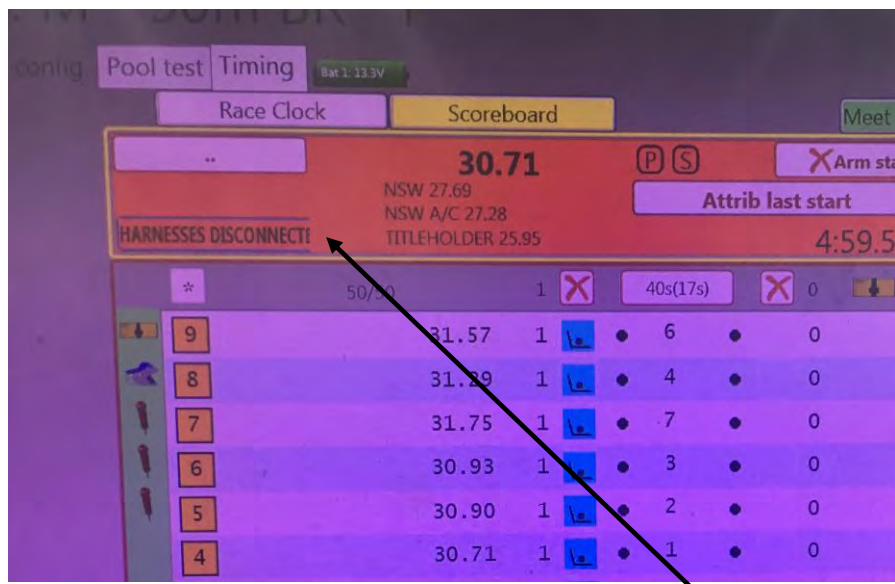 config Pool test Timing Bat 1: 13.3V
Race Clock Scoreboard Meet
.. 30.71 P S Arm sta
NSW 27.69
Attrib last start
NSW A/C 27.28
HARNESSES DISCONNECTE TITLEHOLDER 25.95 4:59.5
* 50/50 1 40s(17s) 0
9 31.57 1 6 0
8 31.29 1 4 0
7 31.75 1 7 0
6 30.93 1 3 0
5 30.90 1 2 0
4 30.71 1 1 0